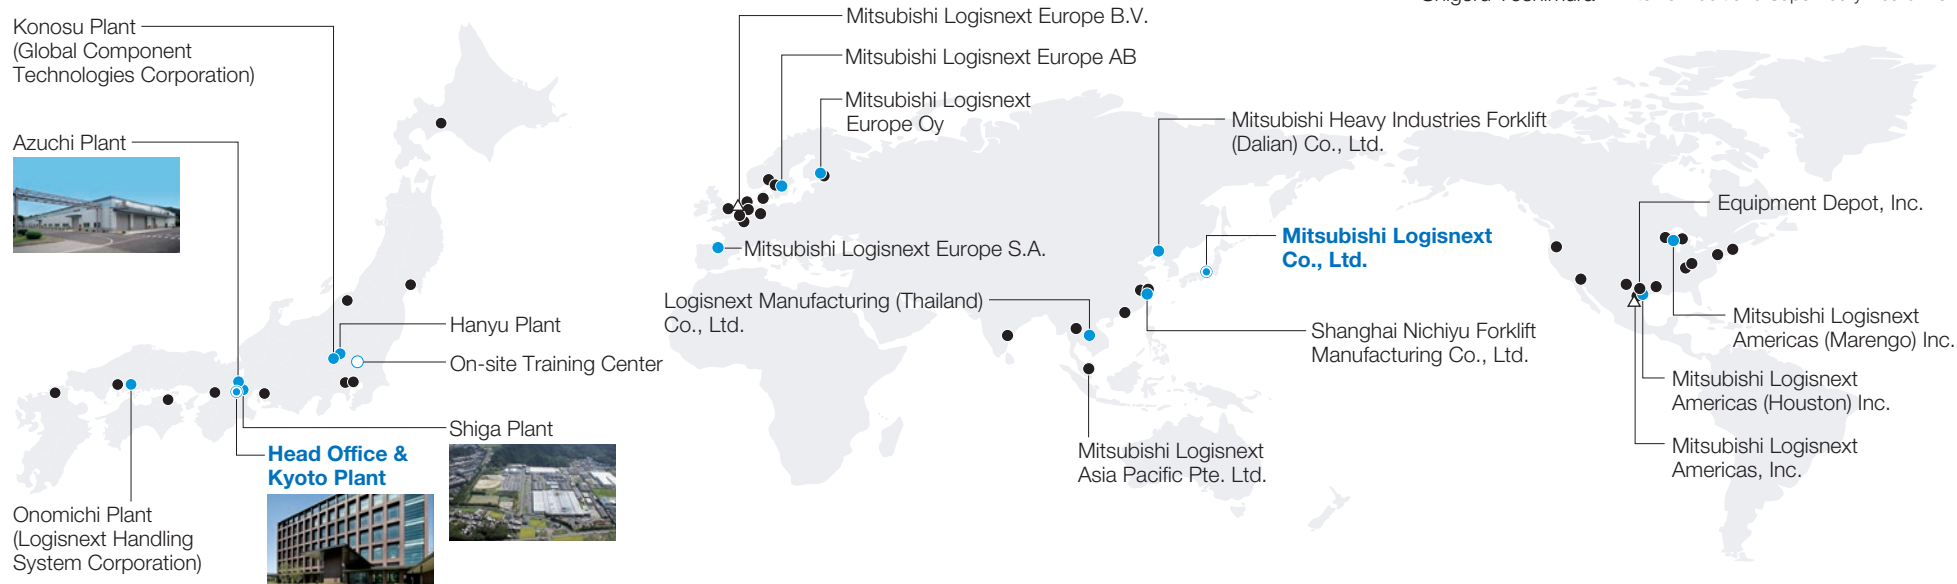 Konosu Plant
(Global Component
Technologies Corporation)
Azuchi Plant
Hanyu Plant
On-site Training Center
Shiga Plant
Head Office &
Kyoto Plant
Onomichi Plant
(Logisnext Handling
System Corporation)
Mitsubishi Logisnext Europe B.V.
Mitsubishi Logisnext Europe AB
Mitsubishi Logisnext
Europe Oy
Mitsubishi Logisnext Europe S.A.
Logisnext Manufacturing (Thailand)
Co., Ltd.
Mitsubishi Heavy Industries Forklift
(Dalian) Co., Ltd.
Mitsubishi Logisnext
Co., Ltd.
Shanghai Nichiyu Forklift
Manufacturing Co., Ltd.
Mitsubishi Logisnext
Asia Pacific Pte. Ltd.
Equipment Depot, Inc.
Mitsubishi Logisnext
Americas (Marengo) Inc.
Mitsubishi Logisnext
Americas (Houston) Inc.
Mitsubishi Logisnext
Americas, Inc.